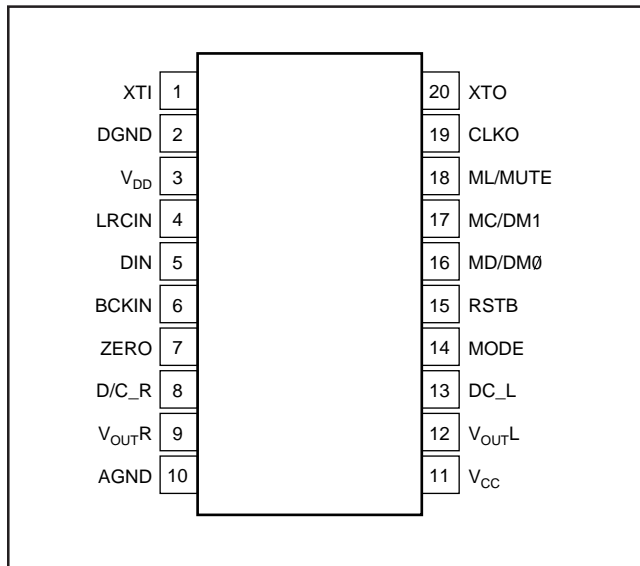 XTI 1 20 XTO
DGND 2 19 CLKO
VDD 3 18 ML/MUTE
LRCIN 4 17 MC/DM1
DIN 5 16 MD/DM0
BCKIN 6 15 RSTB
ZERO 7 14 MODE
D/C_R 8 13 DC_L
VOUTR 9 12 VOUTL
AGND 10 11 VCC